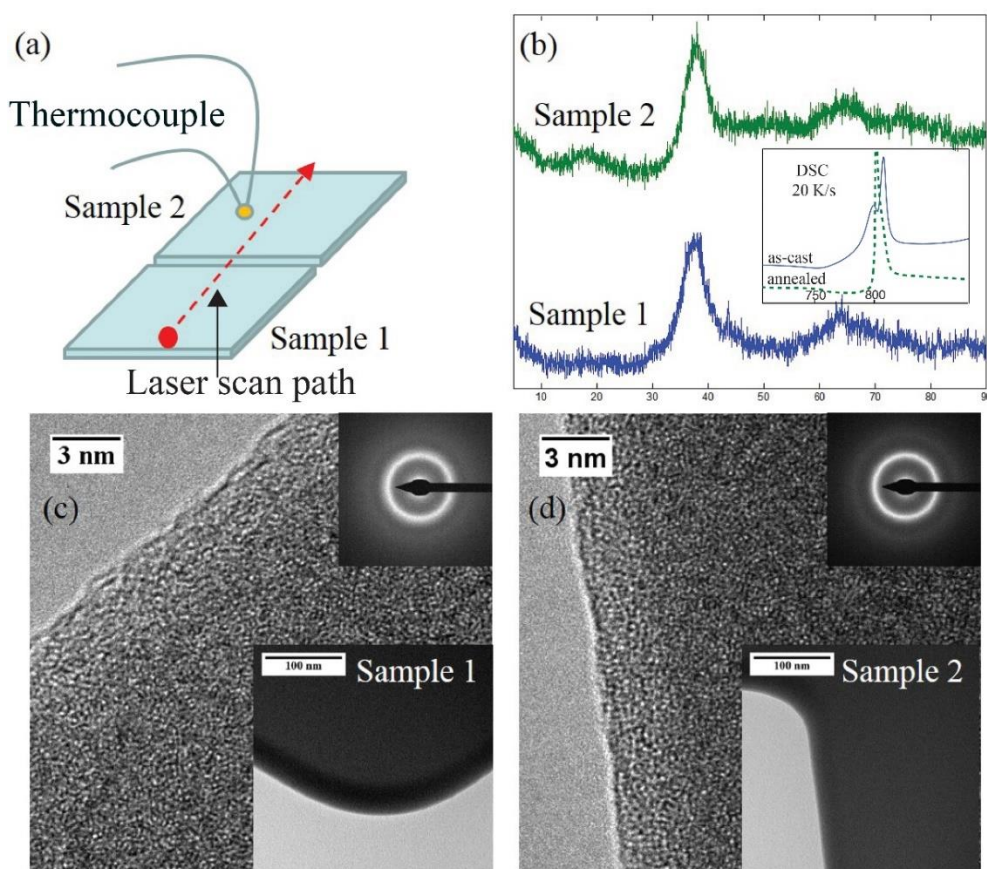 (a)
Thermocouple
Sample 2
Sample 1
Laser scan path
(b)
Sample 2
DSC
20 K/s
as-cast
annealed
750 800
Sample 1
10 20 30 40 50 60 70 80 90
3 nm
(c)
100 nm
Sample 1
3 nm
(d)
100 nm
Sample 2